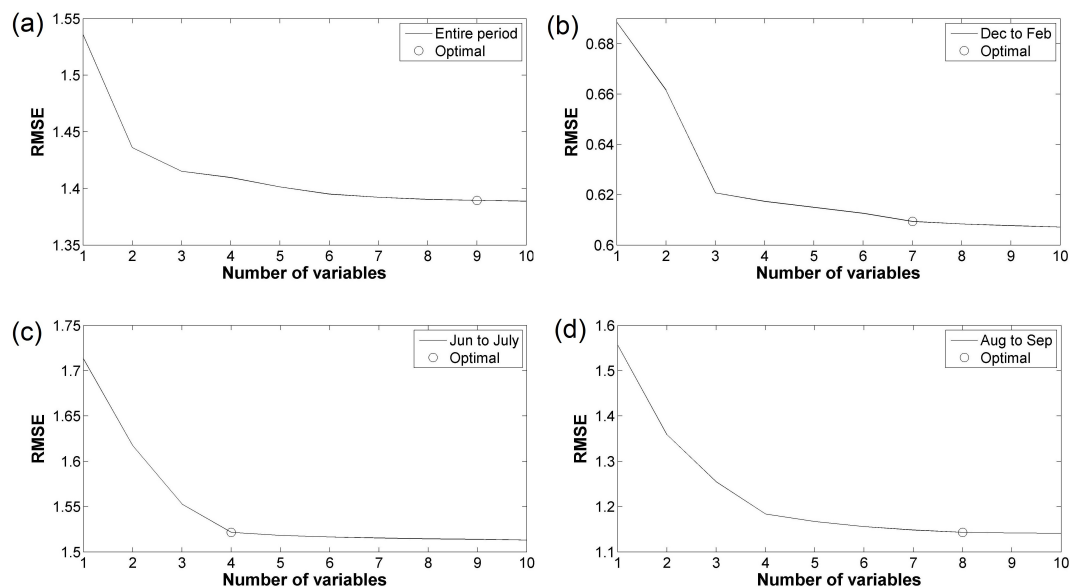 (a)
1.55
1.5
1.45
1.4
1.35
RMSE
1 2 3 4 5 6 7 8 9 10
Number of variables
Entire period
Optimal
(b)
0.68
0.66
0.64
0.62
0.6
RMSE
1 2 3 4 5 6 7 8 9 10
Number of variables
Dec to Feb
Optimal
(c)
1.75
1.7
1.65
1.6
1.55
1.5
RMSE
1 2 3 4 5 6 7 8 9 10
Number of variables
Jun to July
Optimal
(d)
1.6
1.5
1.4
1.3
1.2
1.1
RMSE
1 2 3 4 5 6 7 8 9 10
Number of variables
Aug to Sep
Optimal